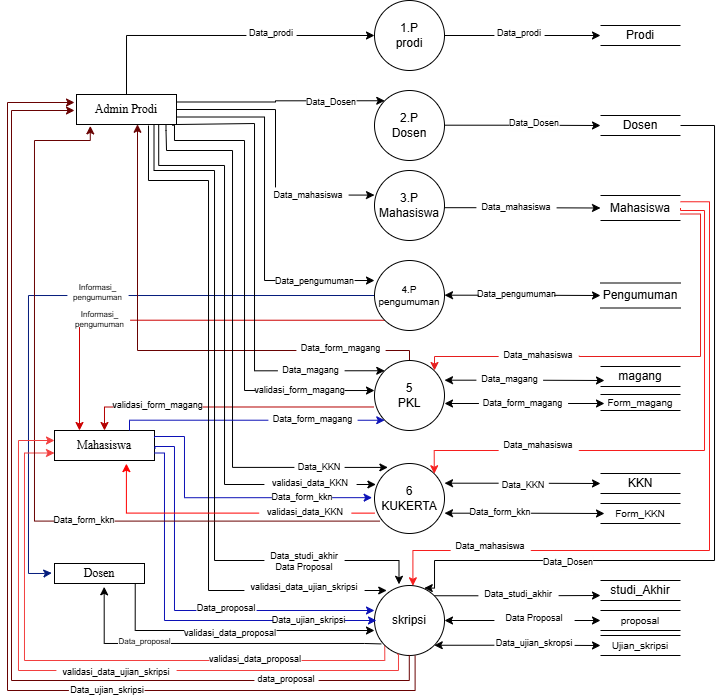 Data_prodi
1.P
prodi
Data_prodi
Prodi
Admin Prodi
Data_Dosen
2.P
Dosen
Data_Dosen
Dosen
Data_mahasiswa
3.P
Mahasiswa
Data_mahasiswa
Mahasiswa
Data_pengumuman
Informasi_
pengumuman
4.P
pengumuman
Data_pengumuman
Pengumuman
Informasi_
pengumuman
Data_form_magang
Data_mahasiswa
Data_magang
validasi_form_magang
5
PKL
Data_magang
magang
validasi_form_magang
Data_form_magang
Data_form_magang
Form_magang
Mahasiswa
Data_mahasiswa
Data_KKN
validasi_data_KKN
Data_form_kkn
validasi_data_KKN
6
KUKERTA
Data_KKN
KKN
Data_form_kkn
Data_form_kkn
Form_KKN
Data_mahasiswa
Data_studi_akhir
Data Proposal
Data_Dosen
Dosen
validasi_data_ujian_skripsi
Data_studi_akhir
studi_Akhir
Data_proposal
Data_ujian_skripsi
skripsi
Data Proposal
proposal
validasi_data_proposal
Data_proposal
Data_ujian_skropsi
Ujian_skripsi
validasi_data_proposal
validasi_data_ujian_skripsi
data_proposal
Data_ujian_skripsi